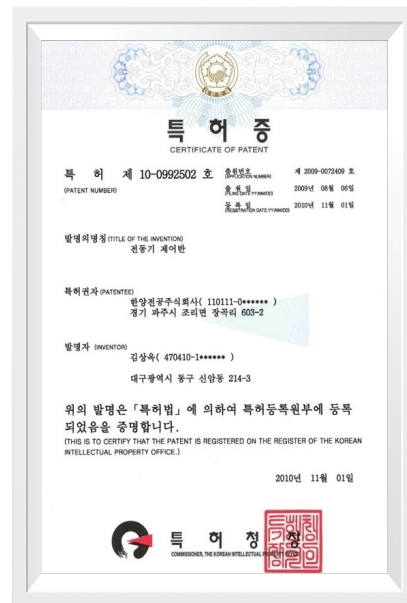 특 허 증
CERTIFICATE OF PATENT
특 허 제 10-0992502 호
(PATENT NUMBER)
출원번호 제 2009-0072409 호
(APPLICATION NUMBER)
출원일 2009년 08월 06일
(FILING DATE:YY/MM/DD)
등록일 2010년 11월 01일
(REGISTRATION DATE:YY/MM/DD)
발명의명칭 (TITLE OF THE INVENTION)
전동기 제어반
특허권자 (PATENTEE)
한양전공주식회사( 110111-0****** )
경기 파주시 조리면 장곡리 603-2
발명자 (INVENTOR)
김상옥( 470410-1****** )
대구광역시 동구 신암동 214-3
위의 발명은 「특허법」에 의하여 특허등록원부에 등록
되었음을 증명합니다.
(THIS IS TO CERTIFY THAT THE PATENT IS REGISTERED ON THE REGISTER OF THE KOREAN
INTELLECTUAL PROPERTY OFFICE.)
2010년 11월 01일
특 허 청 장
COMMISSIONER, THE KOREAN INTELLECTUAL PROPERTY OFFICE